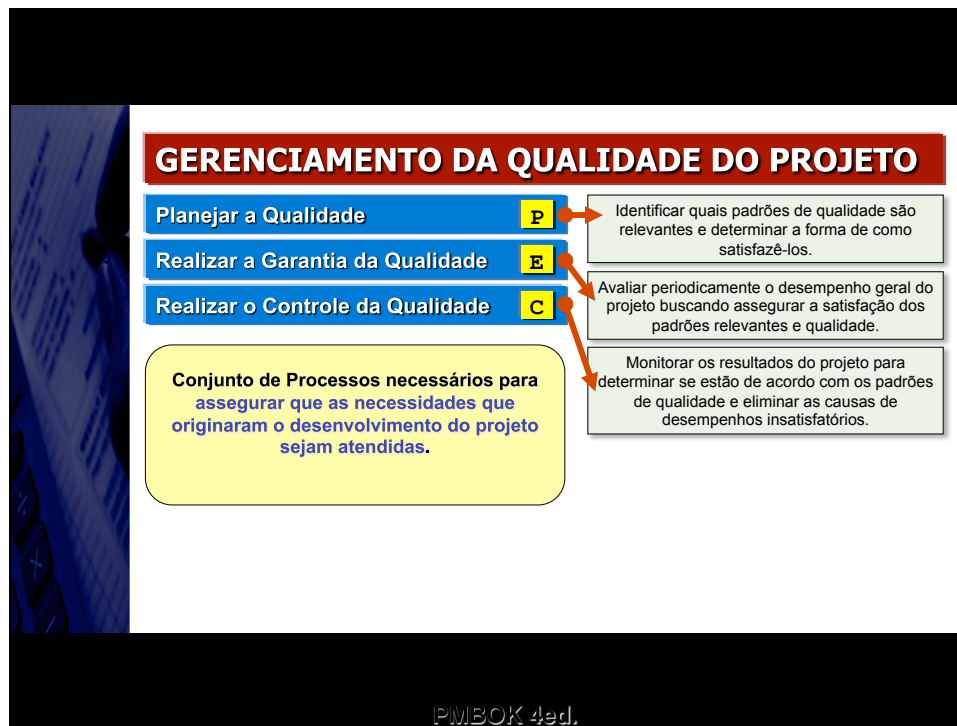 GERENCIAMENTO DA QUALIDADE DO PROJETO
Planejar a Qualidade P
Identificar quais padrões de qualidade são
relevantes e determinar a forma de como
satisfazê-los.
Realizar a Garantia da Qualidade E
Avaliar periodicamente o desempenho geral do
projeto buscando assegurar a satisfação dos
padrões relevantes e qualidade.
Realizar o Controle da Qualidade C
Monitorar os resultados do projeto para
determinar se estão de acordo com os padrões
de qualidade e eliminar as causas de
desempenhos insatisfatórios.
Conjunto de Processos necessários para
assegurar que as necessidades que
originaram o desenvolvimento do projeto
sejam atendidas.
PMBOK 4ed.